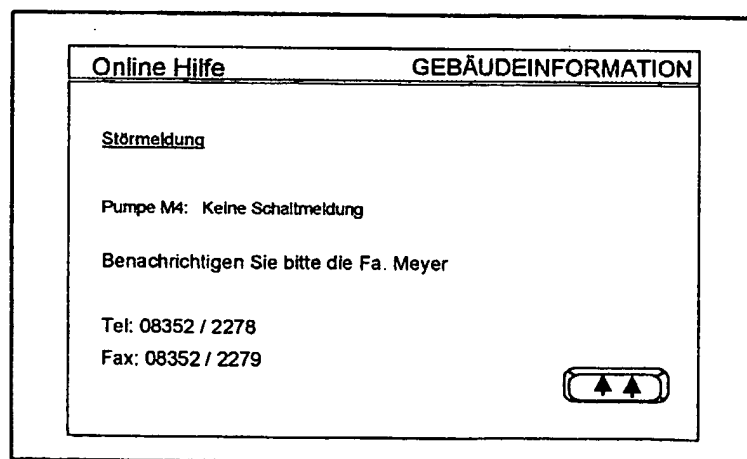 Online Hilfe GEBÄUDEINFORMATION
Störmeldung
Pumpe M4: Keine Schaltmeldung
Benachrichtigen Sie bitte die Fa. Meyer
Tel: 08352 / 2278
Fax: 08352 / 2279